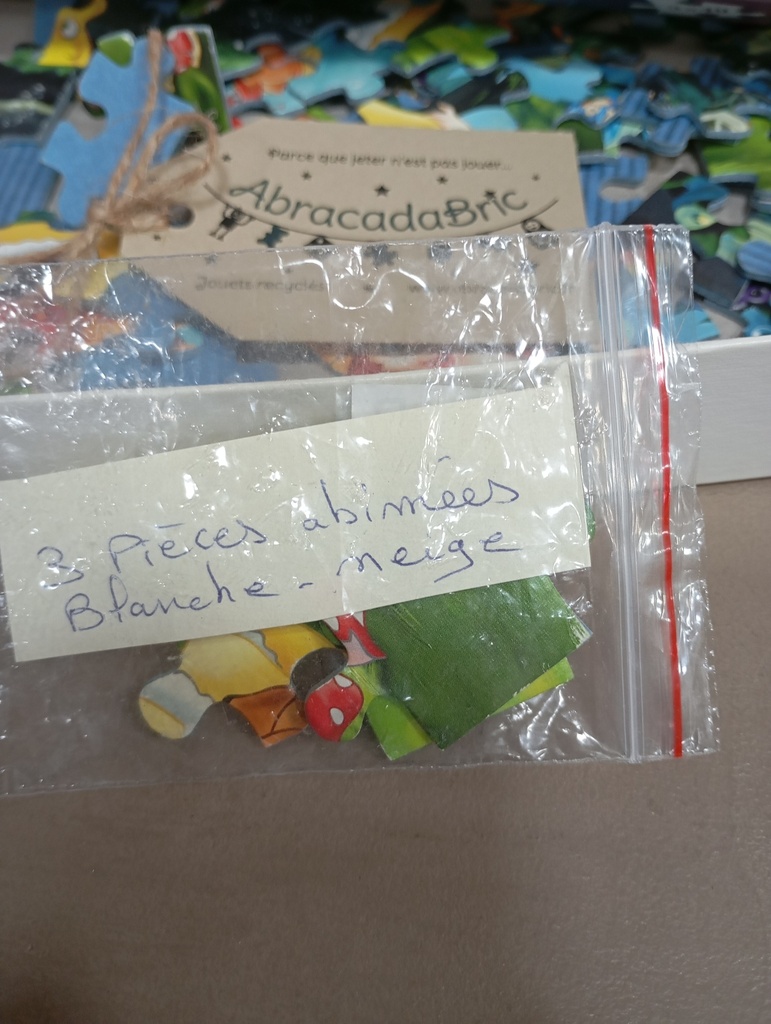 Parce que jeter n'est pas jouer...
AbracadaBric
Jouets recyclés
3 Pièces abimées
Blanche-neige